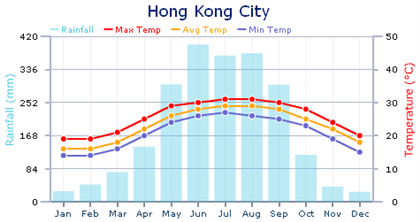 Hong Kong City
Rainfall Max Temp Avg Temp Min Temp
420 50
336 40
252 30
168 20
84 10
0 0
Rainfall (mm)
Temperature (°C)
Jan Feb Mar Apr May Jun Jul Aug Sep Oct Nov Dec